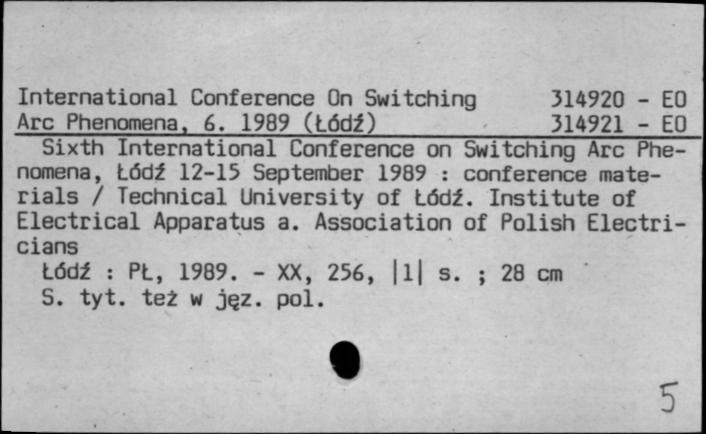 International Conference On Switching 314920 - EO
Arc Phenomena, 6. 1989 (Łódź) 314921 - EO
Sixth International Conference on Switching Arc Phe-
nomena, Łódź 12-15 September 1989 : conference mate-
rials / Technical University of Łódź. Institute of
Electrical Apparatus a. Association of Polish Electri-
cians
Łódź : PŁ, 1989. - XX, 256, |1| s. ; 28 cm
S. tyt. też w jęz. pol.
5